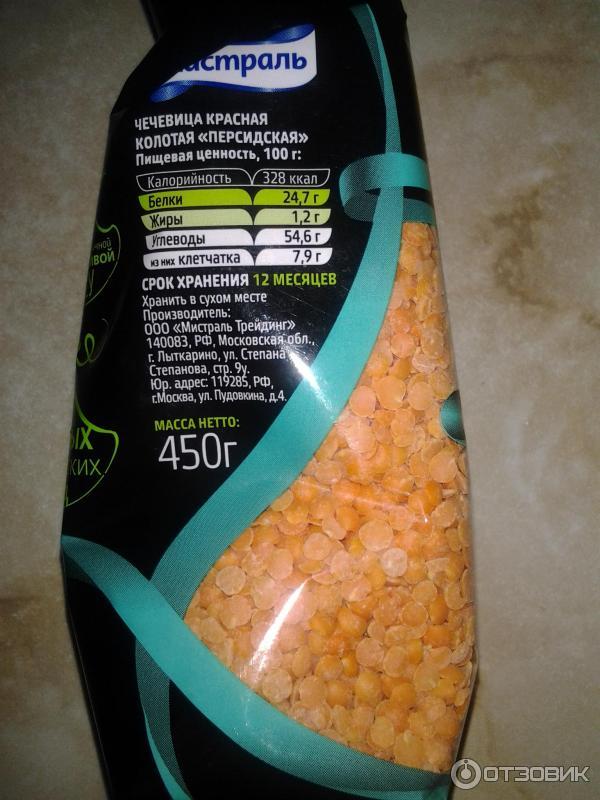 ЧЕЧЕВИЦА КРАСНАЯ
КОЛОТАЯ «ПЕРСИДСКАЯ»
Пищевая ценность, 100 г:
Калорийность 328 ккал
Белки 24,7 г
Жиры 1,2 г
Углеводы 54,6 г
из них клетчатка 7,9 г
СРОК ХРАНЕНИЯ 12 МЕСЯЦЕВ
Хранить в сухом месте
Производитель:
ООО «Мистраль Трейдинг»
140083, РФ, Московская обл.,
г. Лыткарино, ул. Степана
Степанова, стр. 9у.
Юр. адрес: 119285, РФ,
г.Москва, ул. Пудовкина, д.4.
МАССА НЕТТО:
450г
ОТЗОВИК